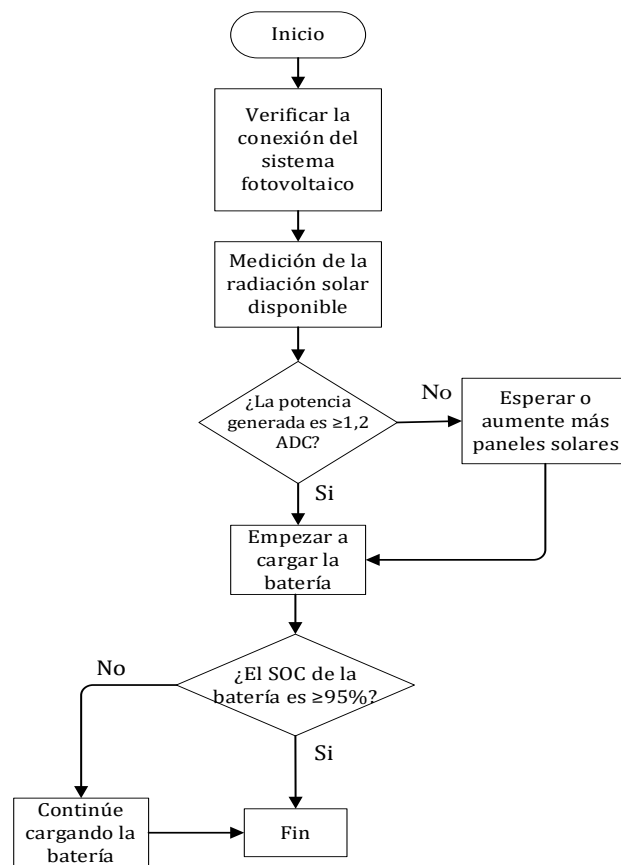 Inicio
Verificar la
conexión del
sistema
fotovoltaico
Medición de la
radiación solar
disponible
¿La potencia
generada es ≥1,2
ADC?
No
Esperar o
aumente más
paneles solares
Si
Empezar a
cargar la
batería
¿El SOC de la
batería es ≥95%?
No
Si
Continúe
cargando la
batería
Fin